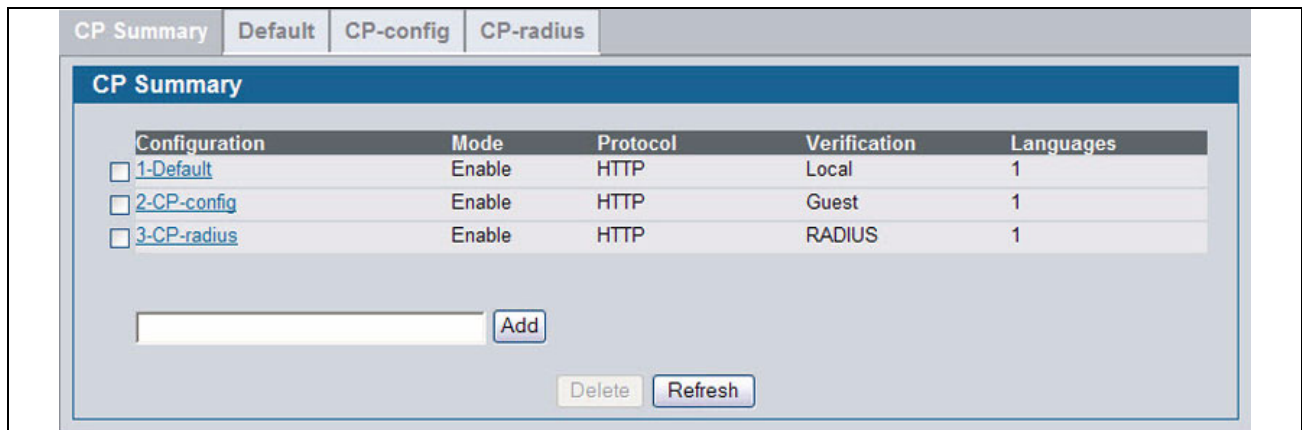 CP Summary Default CP-config CP-radius
CP Summary
Configuration Mode Protocol Verification Languages
1-Default Enable HTTP Local 1
2-CP-config Enable HTTP Guest 1
3-CP-radius Enable HTTP RADIUS 1
Add
Delete Refresh